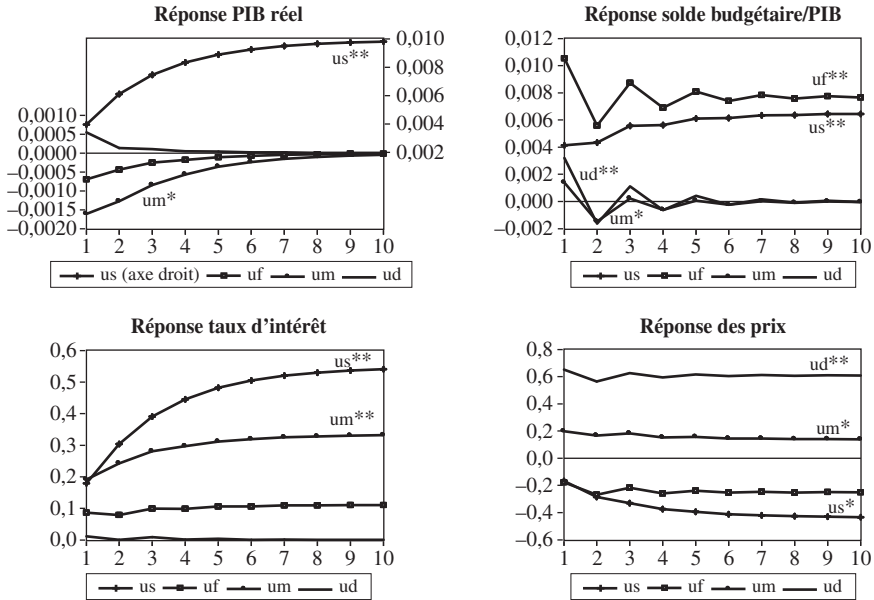 Réponse PIB réel
0,010
0,008
0,006
0,004
0,002
us**
0,0010
0,0005
0,0000
–0,0005
–0,0010
–0,0015
–0,0020
um*
1 2 3 4 5 6 7 8 9 10
us (axe droit) uf um ud
Réponse solde budgétaire/PIB
0,012
0,010
0,008
0,006
0,004
0,002
0,000
–0,002
uf**
us**
ud**
um*
1 2 3 4 5 6 7 8 9 10
us uf um ud
Réponse taux d’intérêt
0,6
0,5
0,4
0,3
0,2
0,1
0,0
us**
um**
1 2 3 4 5 6 7 8 9 10
us uf um ud
Réponse des prix
0,8
0,6
0,4
0,2
0,0
–0,2
–0,4
–0,6
ud**
um*
us*
1 2 3 4 5 6 7 8 9 10
us uf um ud